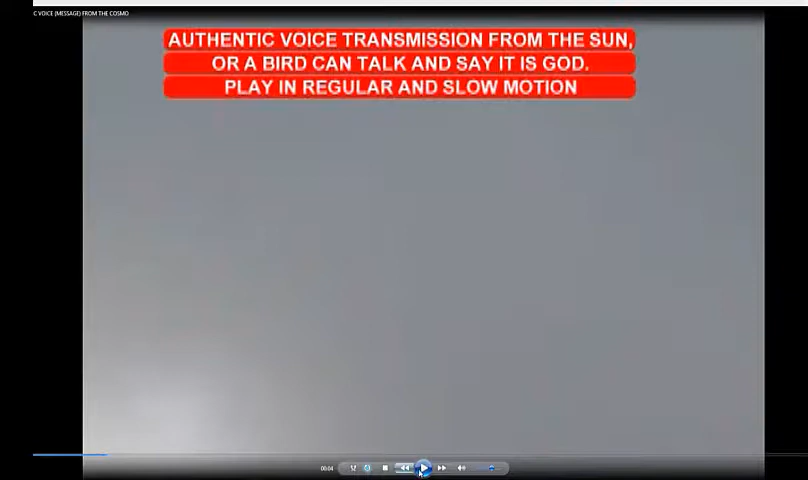 C VOICE (MESSAGE) FROM THE COSMO
AUTHENTIC VOICE TRANSMISSION FROM THE SUN,
OR A BIRD CAN TALK AND SAY IT IS GOD.
PLAY IN REGULAR AND SLOW MOTION
00:04